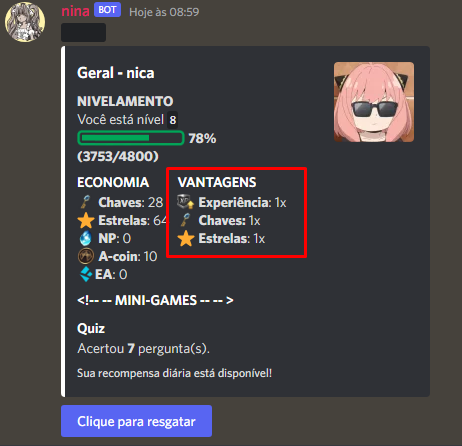 nina BOT Hoje às 08:59
Geral - nica
NIVELAMENTO
Você está nível 8
78%
(3753/4800)
ECONOMIA
Chaves: 28
Estrelas: 64
NP: 0
A-coin: 10
EA: 0
VANTAGENS
XP Experiência: 1x
Chaves: 1x
Estrelas: 1x
<!-- -- MINI-GAMES -- -- >
Quiz
Acertou 7 pergunta(s).
Sua recompensa diária está disponível!
Clique para resgatar